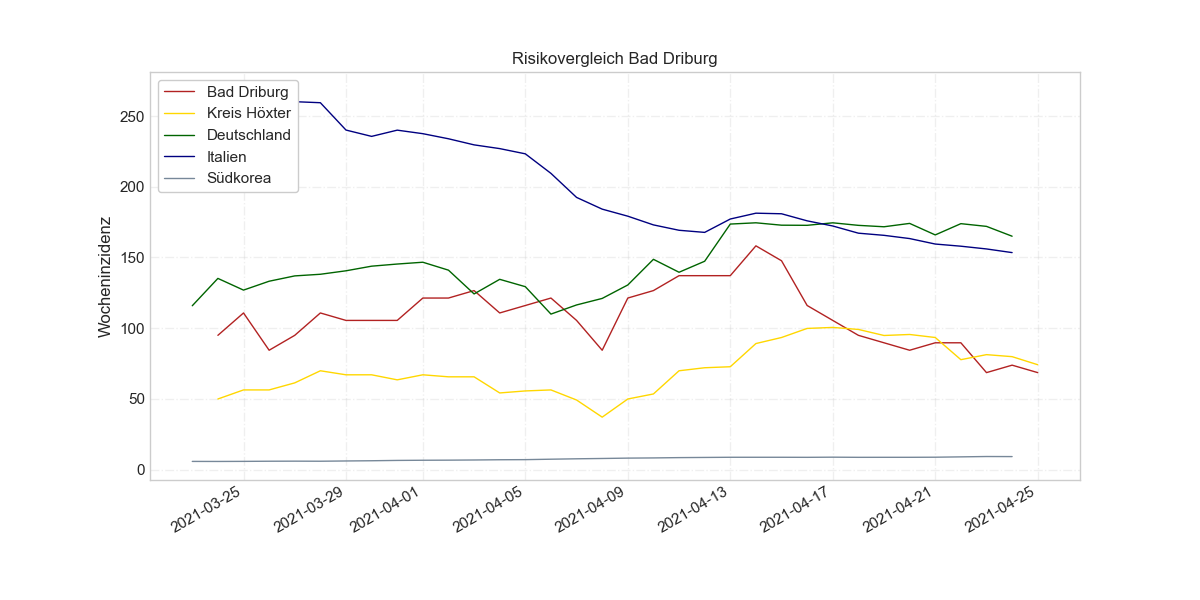 Risikovergleich Bad Driburg
Bad Driburg
Kreis Höxter
Deutschland
Italien
Südkorea
Wocheninzidenz
250
200
150
100
50
0
2021-03-25
2021-03-29
2021-04-01
2021-04-05
2021-04-09
2021-04-13
2021-04-17
2021-04-21
2021-04-25